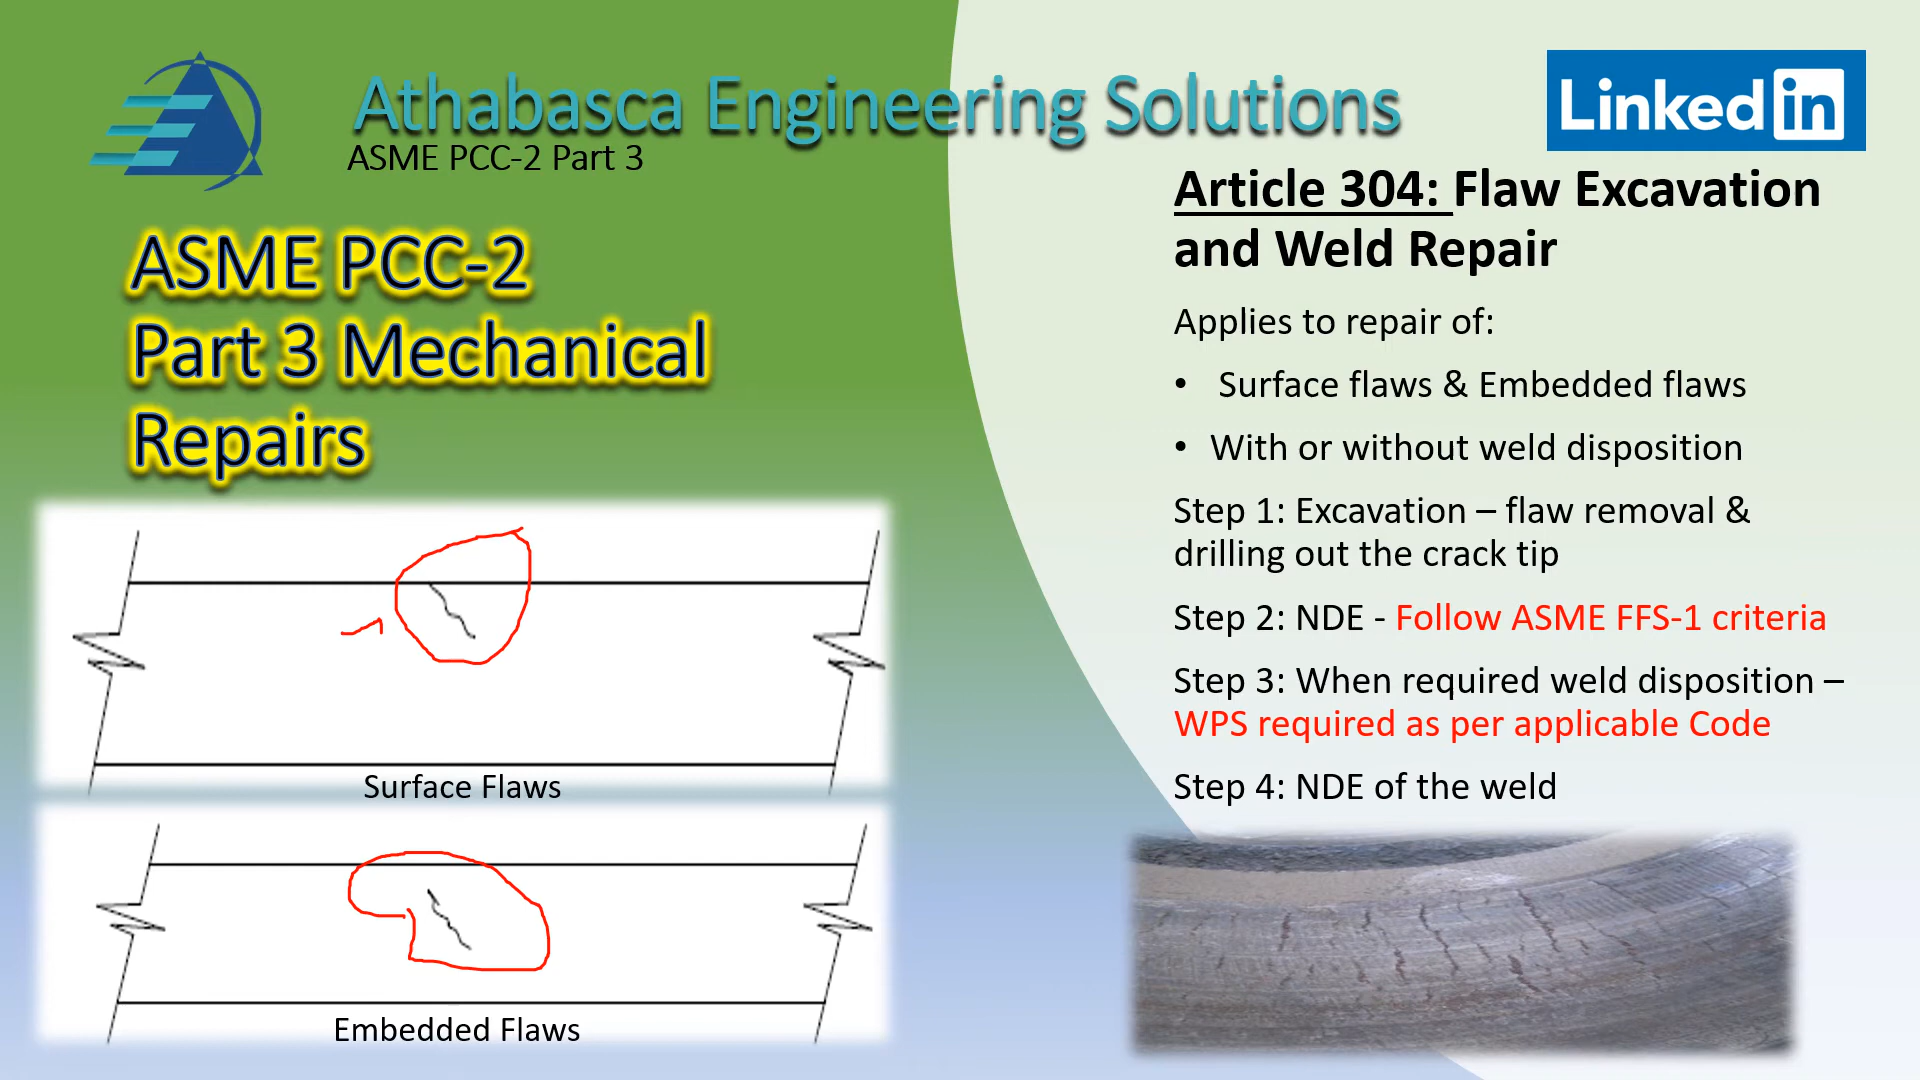 Athabasca Engineering Solutions
ASME PCC-2 Part 3
Linked in
ASME PCC-2
Part 3 Mechanical
Repairs
Surface Flaws
Embedded Flaws
Article 304: Flaw Excavation
and Weld Repair
Applies to repair of:
• Surface flaws & Embedded flaws
• With or without weld disposition
Step 1: Excavation – flaw removal &
drilling out the crack tip
Step 2: NDE - Follow ASME FFS-1 criteria
Step 3: When required weld disposition –
WPS required as per applicable Code
Step 4: NDE of the weld